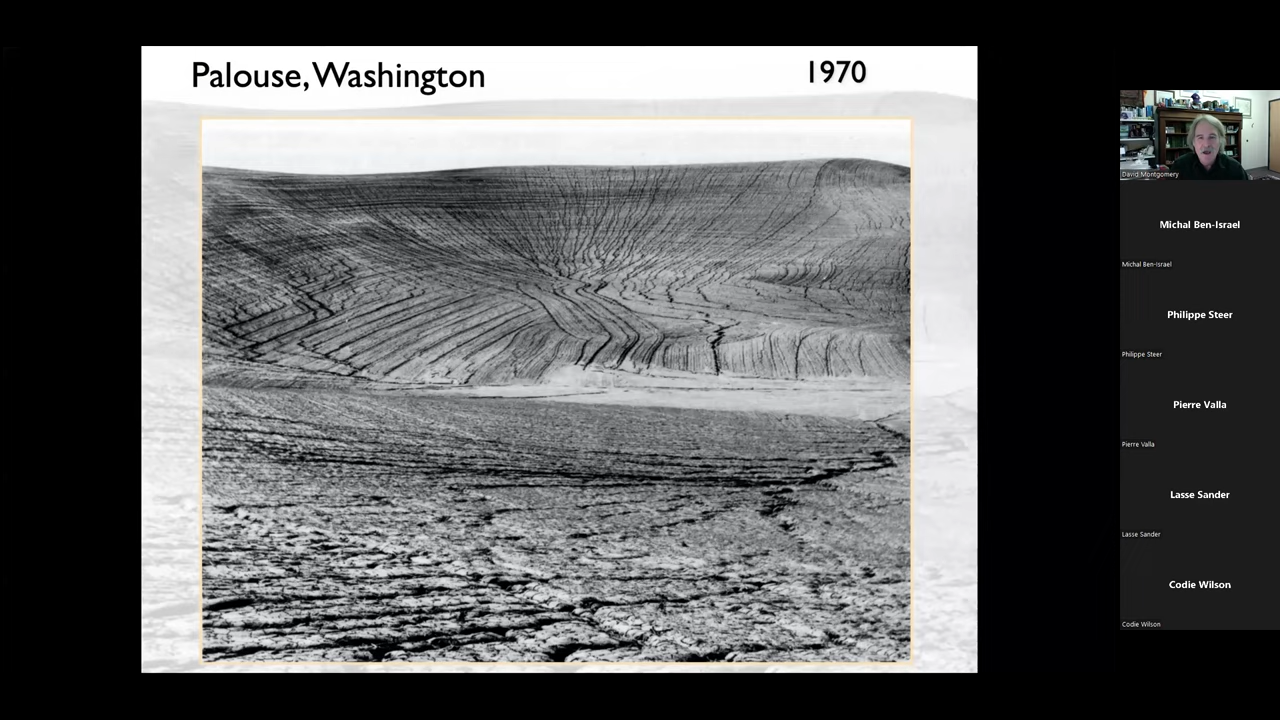 Palouse, Washington
1970
David Montgomery
Michal Ben-Israel
Michal Ben-Israel
Philippe Steer
Philippe Steer
Pierre Valla
Pierre Valla
Lasse Sander
Lasse Sander
Codie Wilson
Codie Wilson